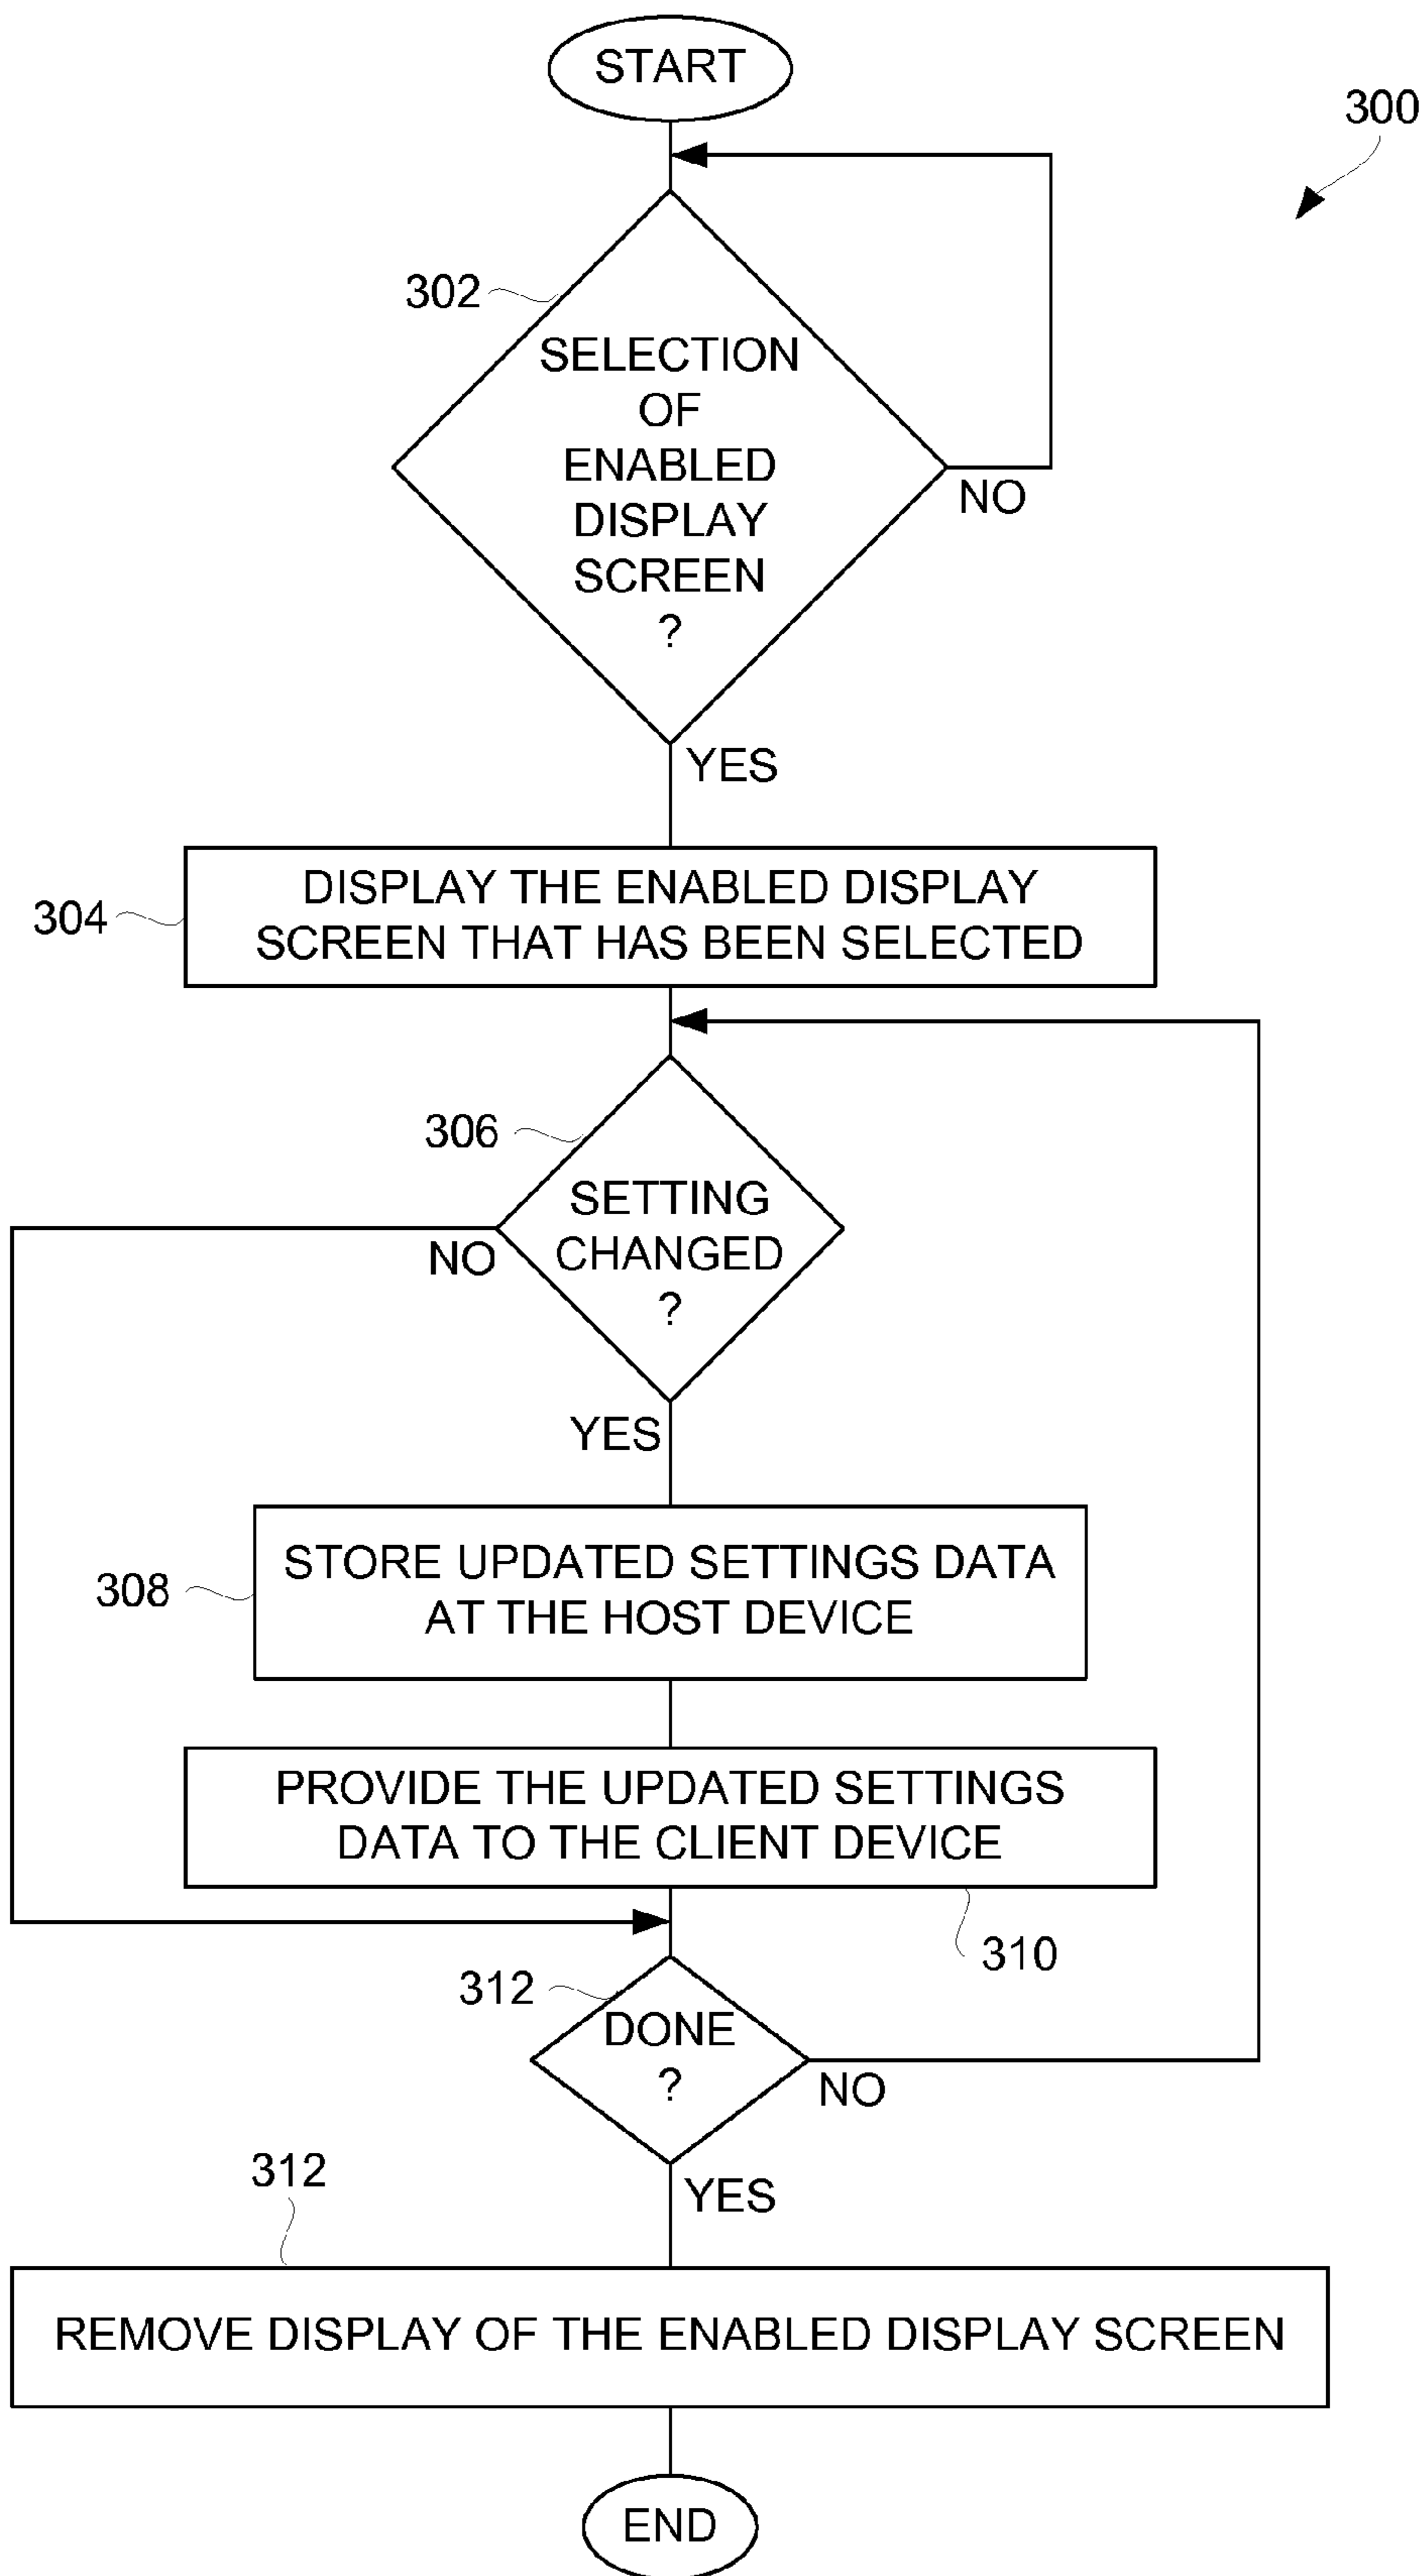 START
300
302
SELECTION
OF
ENABLED
DISPLAY
SCREEN
?
NO
YES
304
DISPLAY THE ENABLED DISPLAY
SCREEN THAT HAS BEEN SELECTED
306
SETTING
CHANGED
?
NO
YES
308
STORE UPDATED SETTINGS DATA
AT THE HOST DEVICE
PROVIDE THE UPDATED SETTINGS
DATA TO THE CLIENT DEVICE
310
312
DONE
?
NO
YES
312
REMOVE DISPLAY OF THE ENABLED DISPLAY SCREEN
END